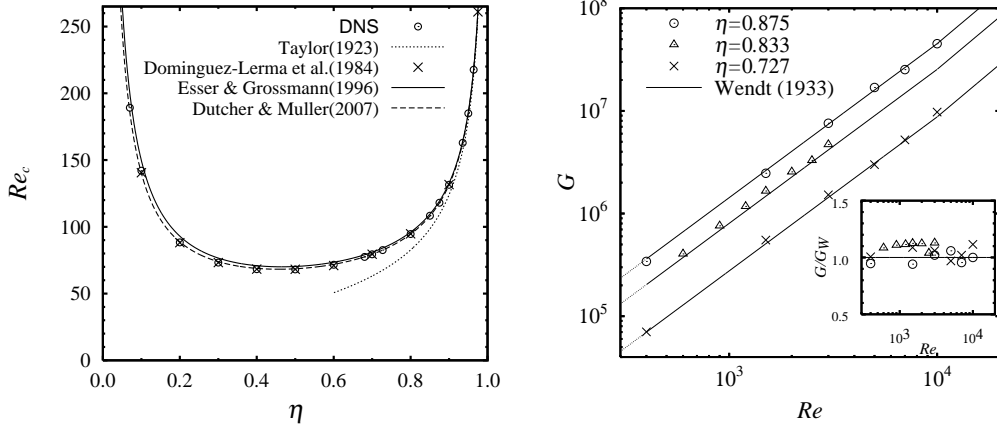 DNS
Taylor(1923)
Dominguez-Lerma et al.(1984)
Esser & Grossmann(1996)
Dutcher & Muller(2007)
250
200
150
100
50
0
Re_c
0.0 0.2 0.4 0.6 0.8 1.0
η
η=0.875
η=0.833
η=0.727
Wendt (1933)
10^8
10^7
10^6
10^5
G
10^3 10^4
Re
1.5
1.0
0.5
G/G_W
10^3 10^4
Re